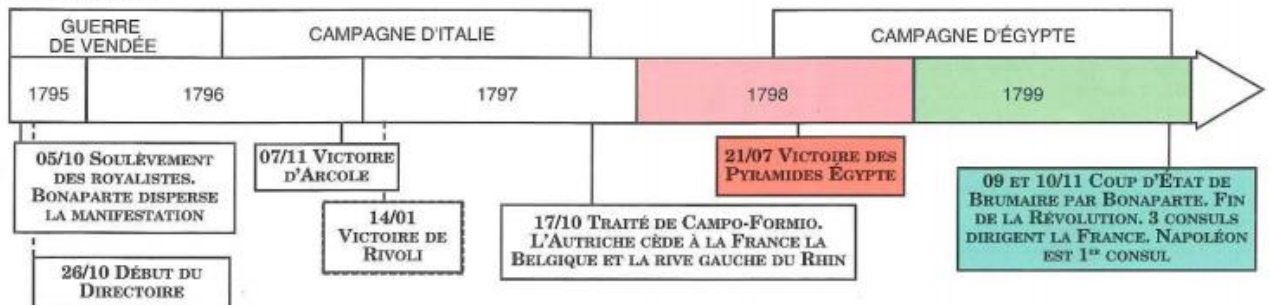 GUERRE
DE VENDÉE
CAMPAGNE D'ITALIE
CAMPAGNE D'ÉGYPTE
1795
1796
1797
1798
1799
05/10 SOULÈVEMENT
DES ROYALISTES.
BONAPARTE DISPERSE
LA MANIFESTATION
26/10 DÉBUT DU
DIRECTOIRE
07/11 VICTOIRE
D'ARCOLE
14/01
VICTOIRE DE
RIVOLI
17/10 TRAITÉ DE CAMPO-FORMIO.
L'AUTRICHE CÈDE À LA FRANCE LA
BELGIQUE ET LA RIVE GAUCHE DU RHIN
21/07 VICTOIRE DES
PYRAMIDES ÉGYPTE
09 ET 10/11 COUP D'ÉTAT DE
BRUMAIRE PAR BONAPARTE. FIN
DE LA RÉVOLUTION. 3 CONSULS
DIRIGENT LA FRANCE. NAPOLÉON
EST 1ER CONSUL